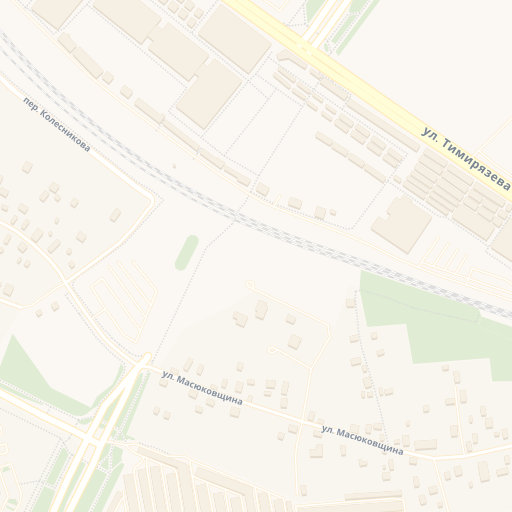 ул. Тимирязева
пер. Колесникова
ул. Масюковщина
ул. Масюковщина